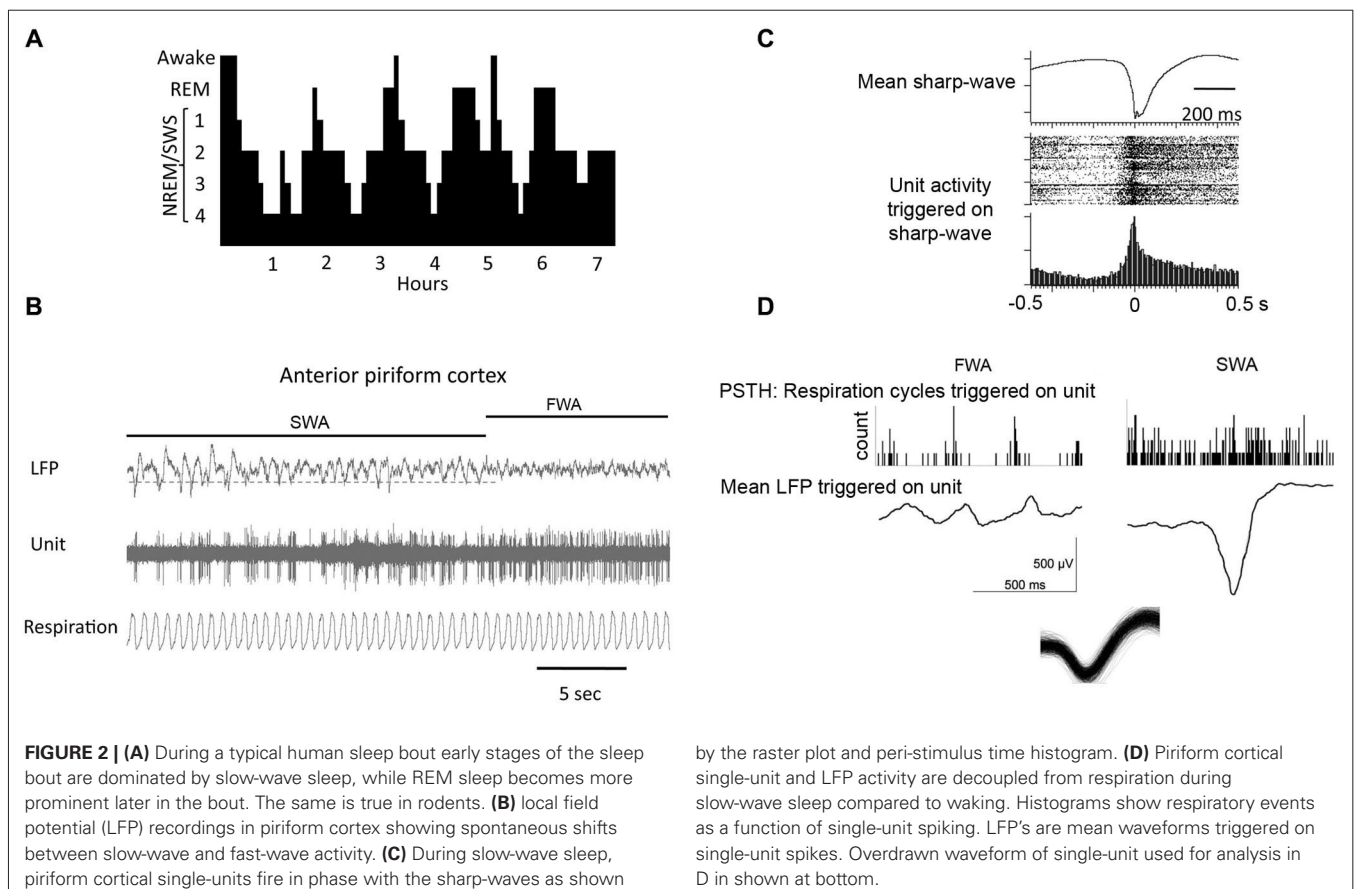 A
Awake
REM
NREM/SWS
1
2
3
4
1 2 3 4 5 6 7
Hours
B
Anterior piriform cortex
SWA
FWA
LFP
Unit
Respiration
5 sec
C
Mean sharp-wave
200 ms
Unit activity
triggered on
sharp-wave
-0.5 0 0.5 s
D
FWA SWA
PSTH: Respiration cycles triggered on unit
count
Mean LFP triggered on unit
500 µV
500 ms
FIGURE 2 | (A) During a typical human sleep bout early stages of the sleep
bout are dominated by slow-wave sleep, while REM sleep becomes more
prominent later in the bout. The same is true in rodents. (B) local field
potential (LFP) recordings in piriform cortex showing spontaneous shifts
between slow-wave and fast-wave activity. (C) During slow-wave sleep,
piriform cortical single-units fire in phase with the sharp-waves as shown
by the raster plot and peri-stimulus time histogram. (D) Piriform cortical
single-unit and LFP activity are decoupled from respiration during
slow-wave sleep compared to waking. Histograms show respiratory events
as a function of single-unit spiking. LFP's are mean waveforms triggered on
single-unit spikes. Overdrawn waveform of single-unit used for analysis in
D in shown at bottom.